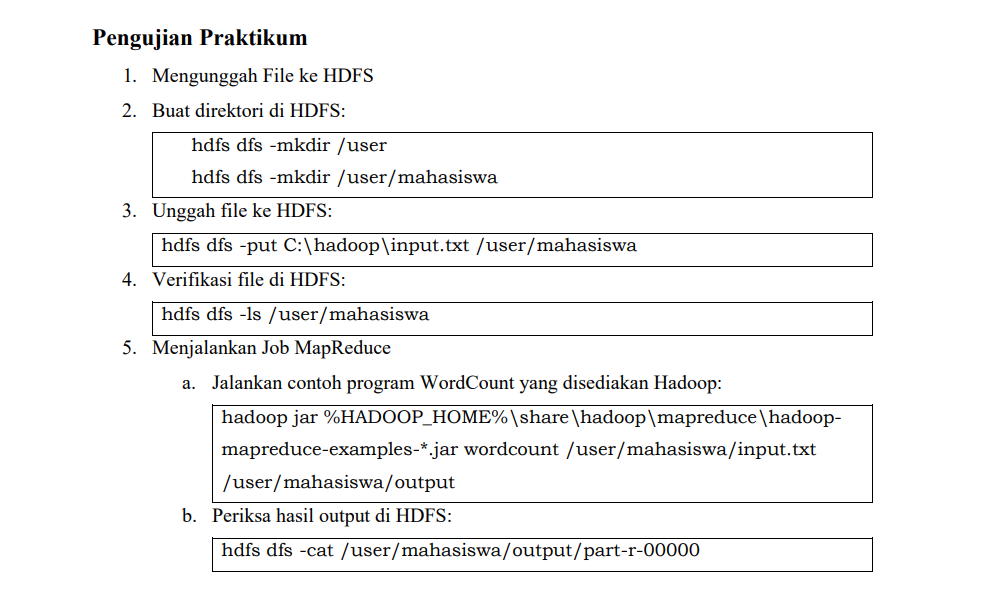 Pengujian Praktikum
1. Mengunggah File ke HDFS
2. Buat direktori di HDFS:
hdfs dfs -mkdir /user
hdfs dfs -mkdir /user/mahasiswa
3. Unggah file ke HDFS:
hdfs dfs -put C:\hadoop\input.txt /user/mahasiswa
4. Verifikasi file di HDFS:
hdfs dfs -ls /user/mahasiswa
5. Menjalankan Job MapReduce
a. Jalankan contoh program WordCount yang disediakan Hadoop:
hadoop jar %HADOOP_HOME%\share\hadoop\mapreduce\hadoop-
mapreduce-examples-*.jar wordcount /user/mahasiswa/input.txt
/user/mahasiswa/output
b. Periksa hasil output di HDFS:
hdfs dfs -cat /user/mahasiswa/output/part-r-00000